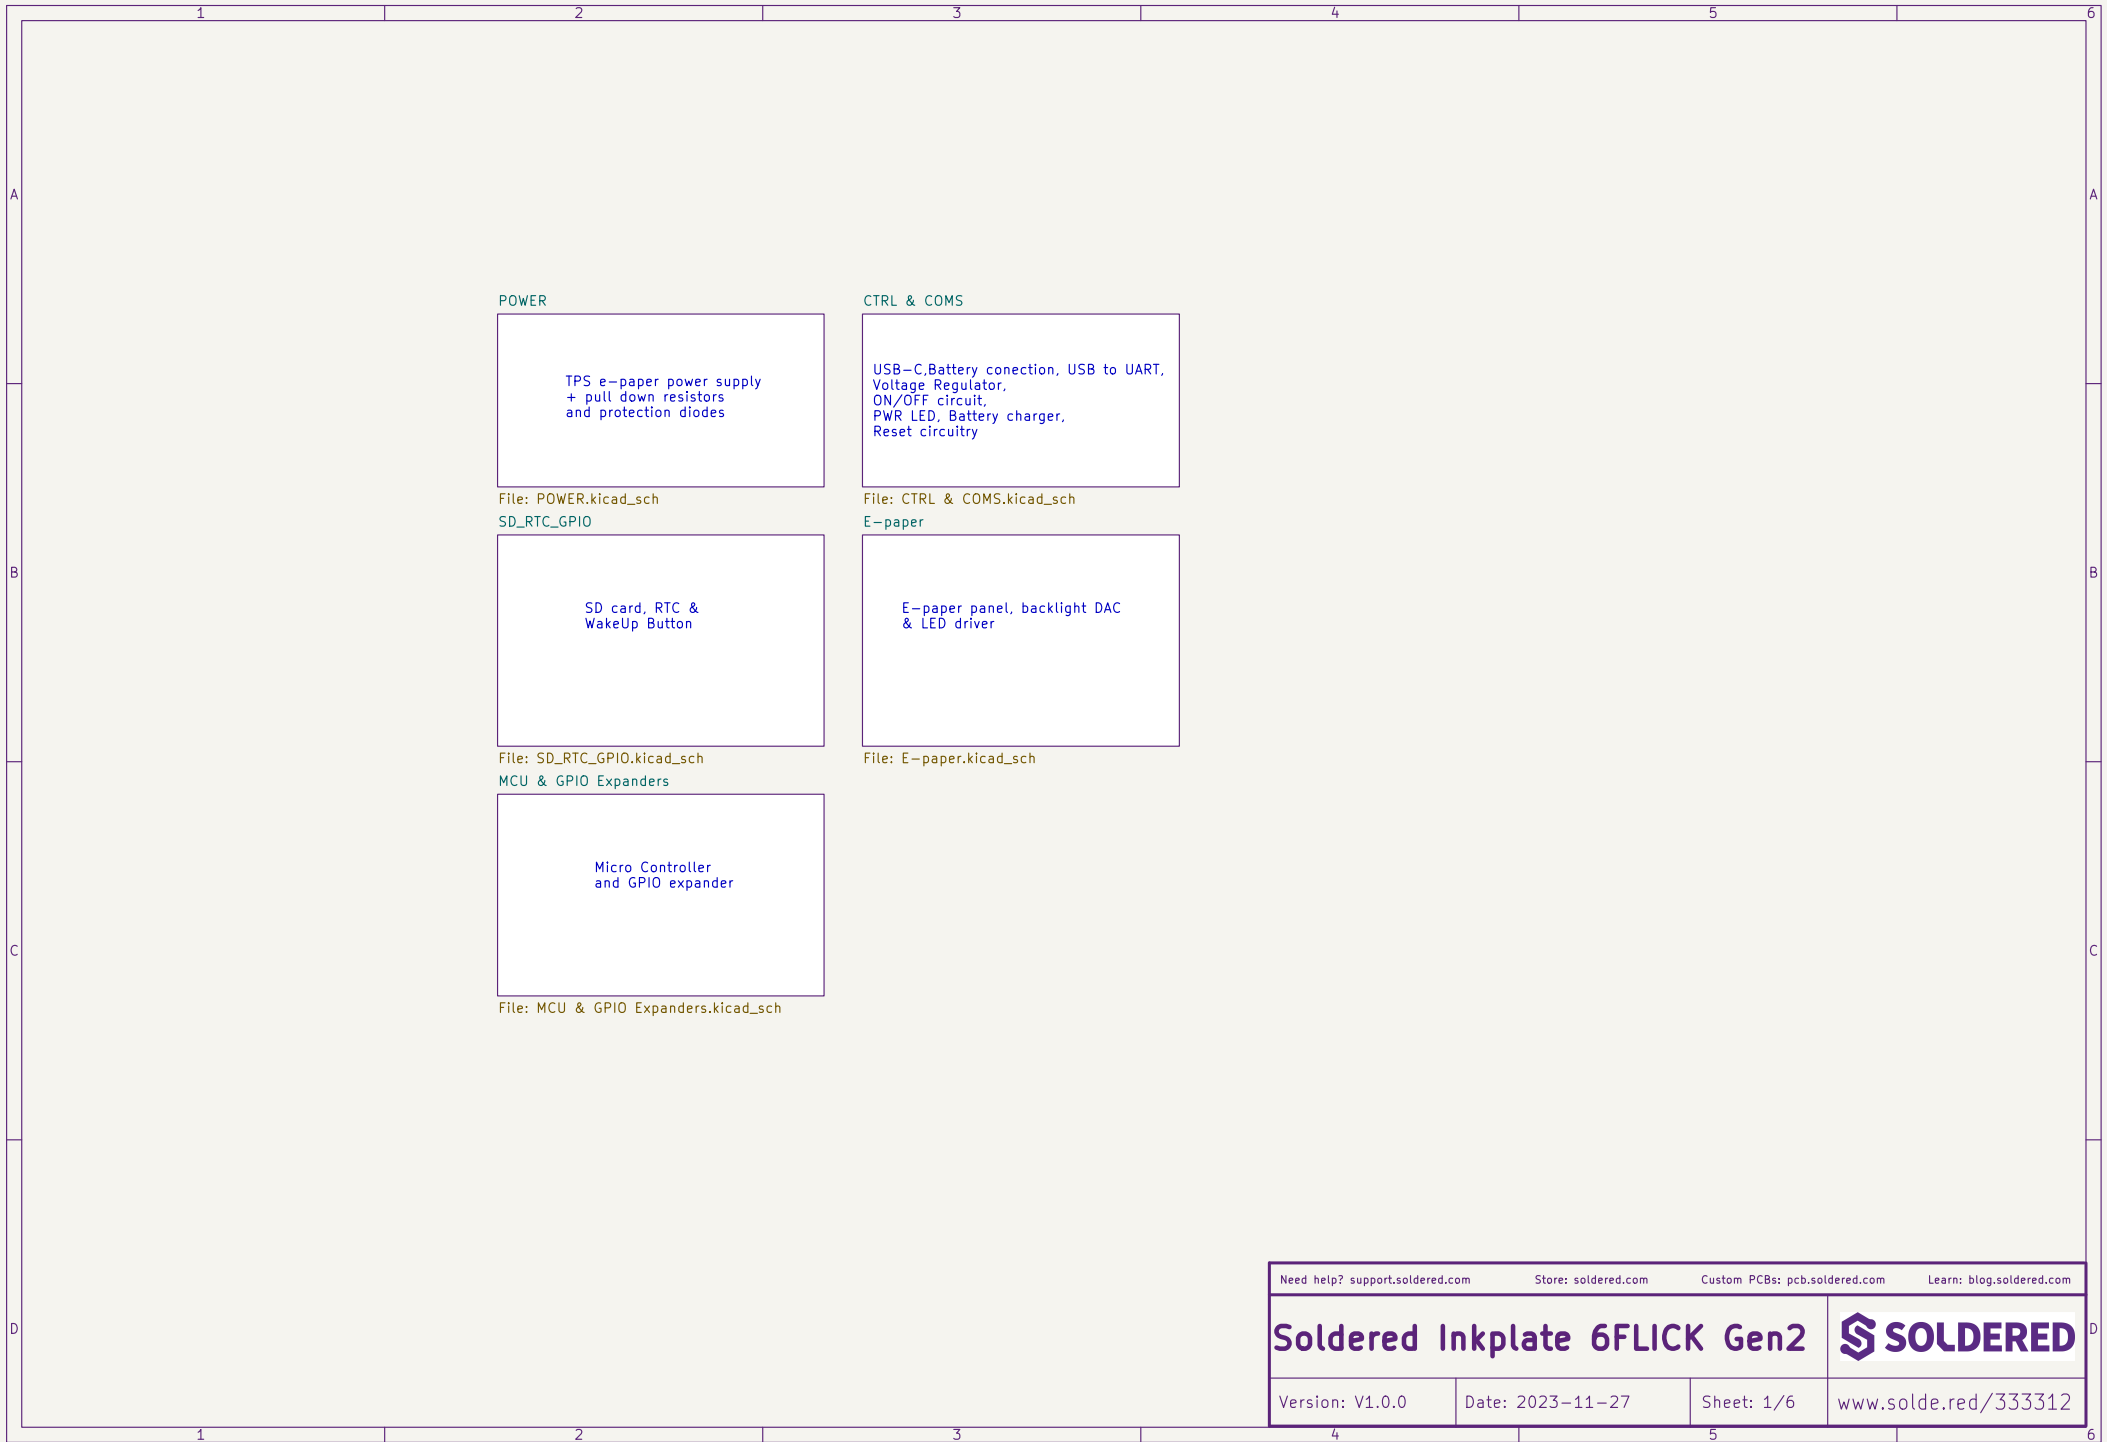 1 2 3 4 5 6
A A
POWER
TPS e-paper power supply
+ pull down resistors
and protection diodes
File: POWER.kicad_sch
CTRL & COMS
USB-C,Battery conection, USB to UART,
Voltage Regulator,
ON/OFF circuit,
PWR LED, Battery charger,
Reset circuitry
File: CTRL & COMS.kicad_sch
B B
SD_RTC_GPIO
SD card, RTC &
WakeUp Button
File: SD_RTC_GPIO.kicad_sch
E-paper
E-paper panel, backlight DAC
& LED driver
File: E-paper.kicad_sch
MCU & GPIO Expanders
Micro Controller
and GPIO expander
File: MCU & GPIO Expanders.kicad_sch
C C
Need help? support.soldered.com Store: soldered.com Custom PCBs: pcb.soldered.com Learn: blog.soldered.com
D D
Soldered Inkplate 6FLICK Gen2
SOLDERED
Version: V1.0.0 Date: 2023-11-27 Sheet: 1/6 www.solde.red/333312
1 2 3 4 5 6